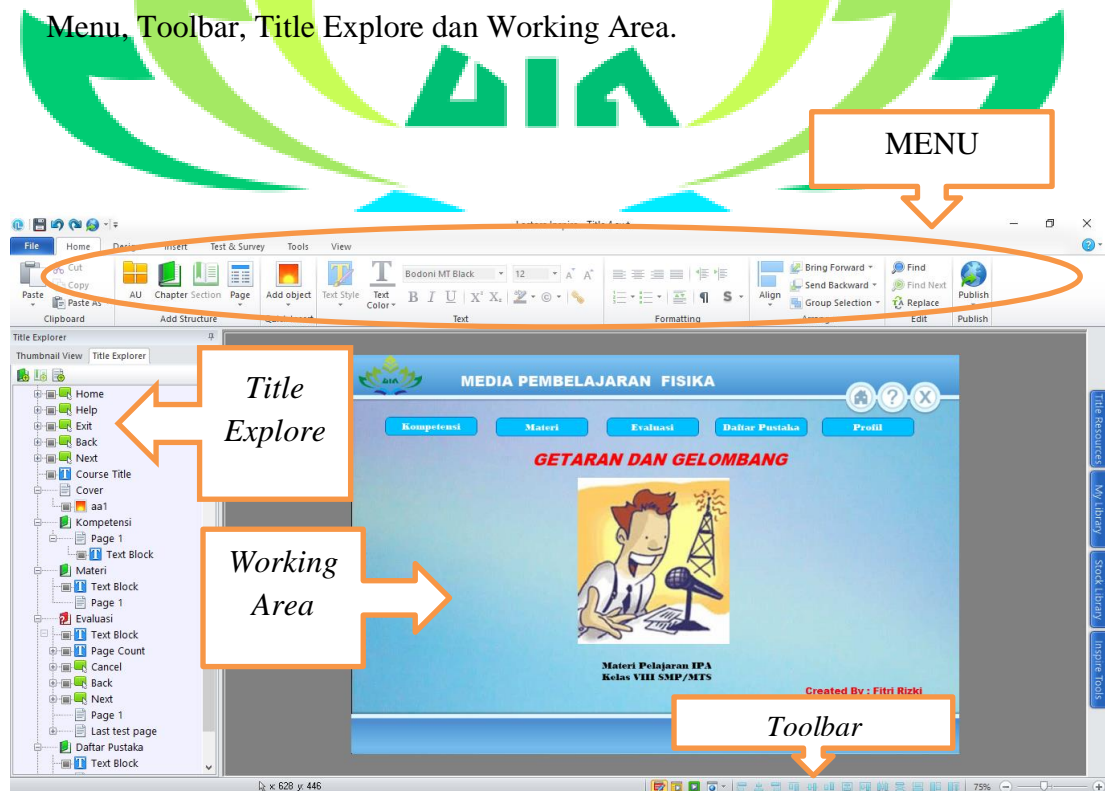 Menu, Toolbar, Title Explore dan Working Area.
MENU
File Home Insert Test & Survey Tools View
Cut
Copy
Paste
Paste As
AU Chapter Section Page
Add object
Text Style
Text Color
Bodoni MT Black 12
B I U X² X₂
Align
Bring Forward
Send Backward
Group Selection
Find
Find Next
Replace
Publish
Clipboard Add Structure Text Formatting Edit Publish
Title Explorer
Thumbnail View Title Explorer
Home
Help
Exit
Back
Next
Course Title
Cover
aa1
Kompetensi
Page 1
Text Block
Materi
Text Block
Page 1
Evaluasi
Text Block
Page Count
Cancel
Back
Next
Page 1
Last test page
Daftar Pustaka
Text Block
Title
Explore
Working
Area
MEDIA PEMBELAJARAN FISIKA
Kompetensi Materi Evaluasi Daftar Pustaka Profil
GETARAN DAN GELOMBANG
Materi Pelajaran IPA
Kelas VIII SMP/MTS
Created By : Fitri Rizki
Toolbar
Title Resources
My Library
Stock Library
Inspire Tools
x: 628 y: 446
75%